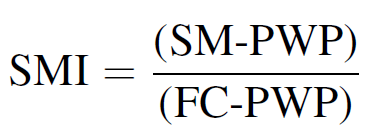 SMI = (SM-PWP)
(FC-PWP)